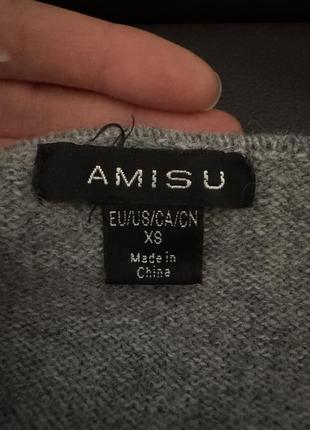 AMISU
EU/US/CA/CN
XS
Made in
China